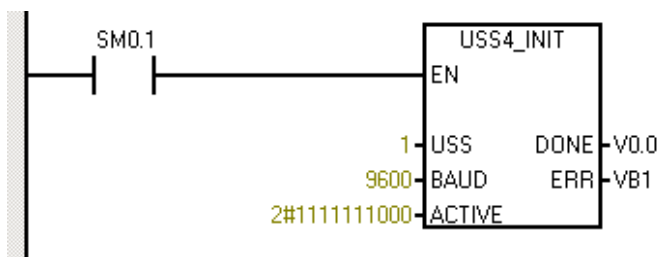 SM0.1
USS4_INIT
EN
1 USS DONE V0.0
9600 BAUD ERR VB1
2#1111111000 ACTIVE